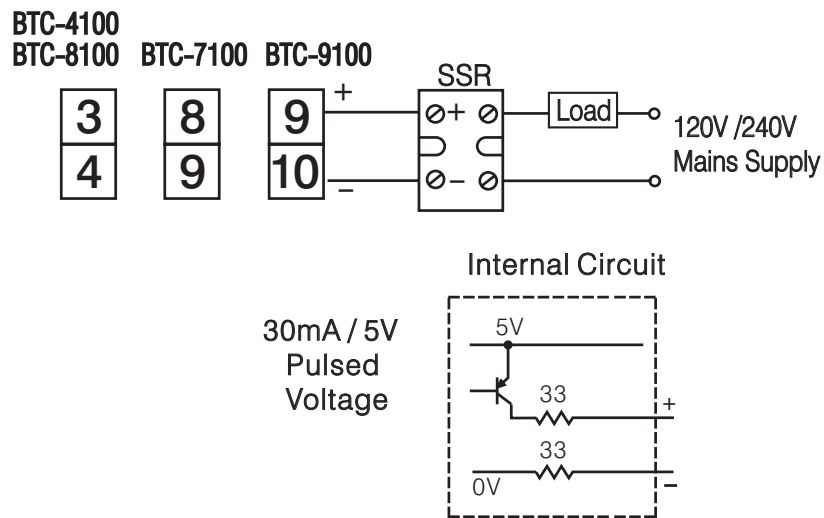 BTC-4100
BTC-8100 BTC-7100 BTC-9100
SSR
3 8 9 + + Load
4 9 10 – –
120V /240V
Mains Supply
Internal Circuit
30mA / 5V
Pulsed
Voltage
5V
33
+
33
0V
–